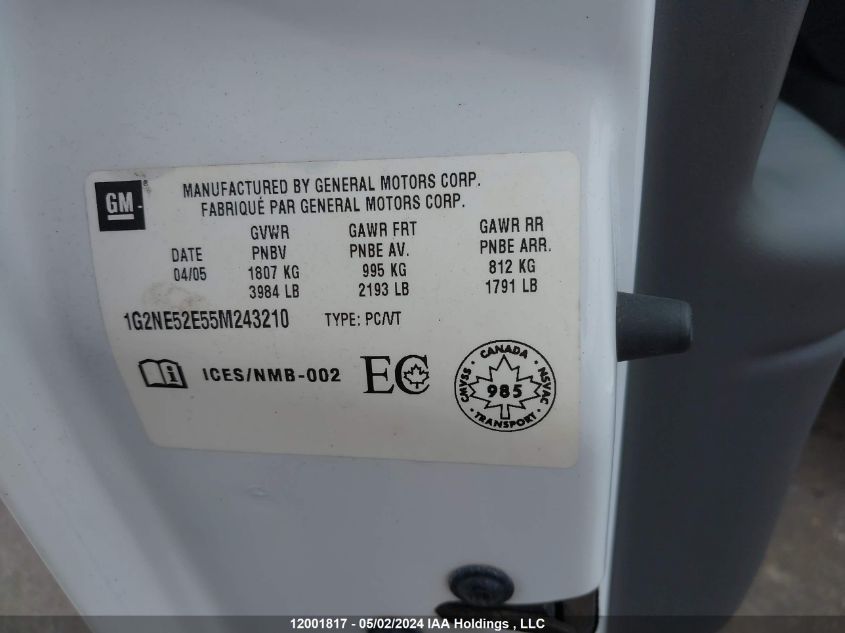 GM
MANUFACTURED BY GENERAL MOTORS CORP.
FABRIQUÉ PAR GENERAL MOTORS CORP.
GVWR GAWR FRT GAWR RR
DATE PNBV PNBE AV. PNBE ARR.
04/05 1807 KG 995 KG 812 KG
3984 LB 2193 LB 1791 LB
1G2NE52E55M243210 TYPE: PC/VT
i ICES/NMB-002 EC
CANADA
CMVSS 985 NSVAC
TRANSPORT
12001817 - 05/02/2024 IAA Holdings , LLC